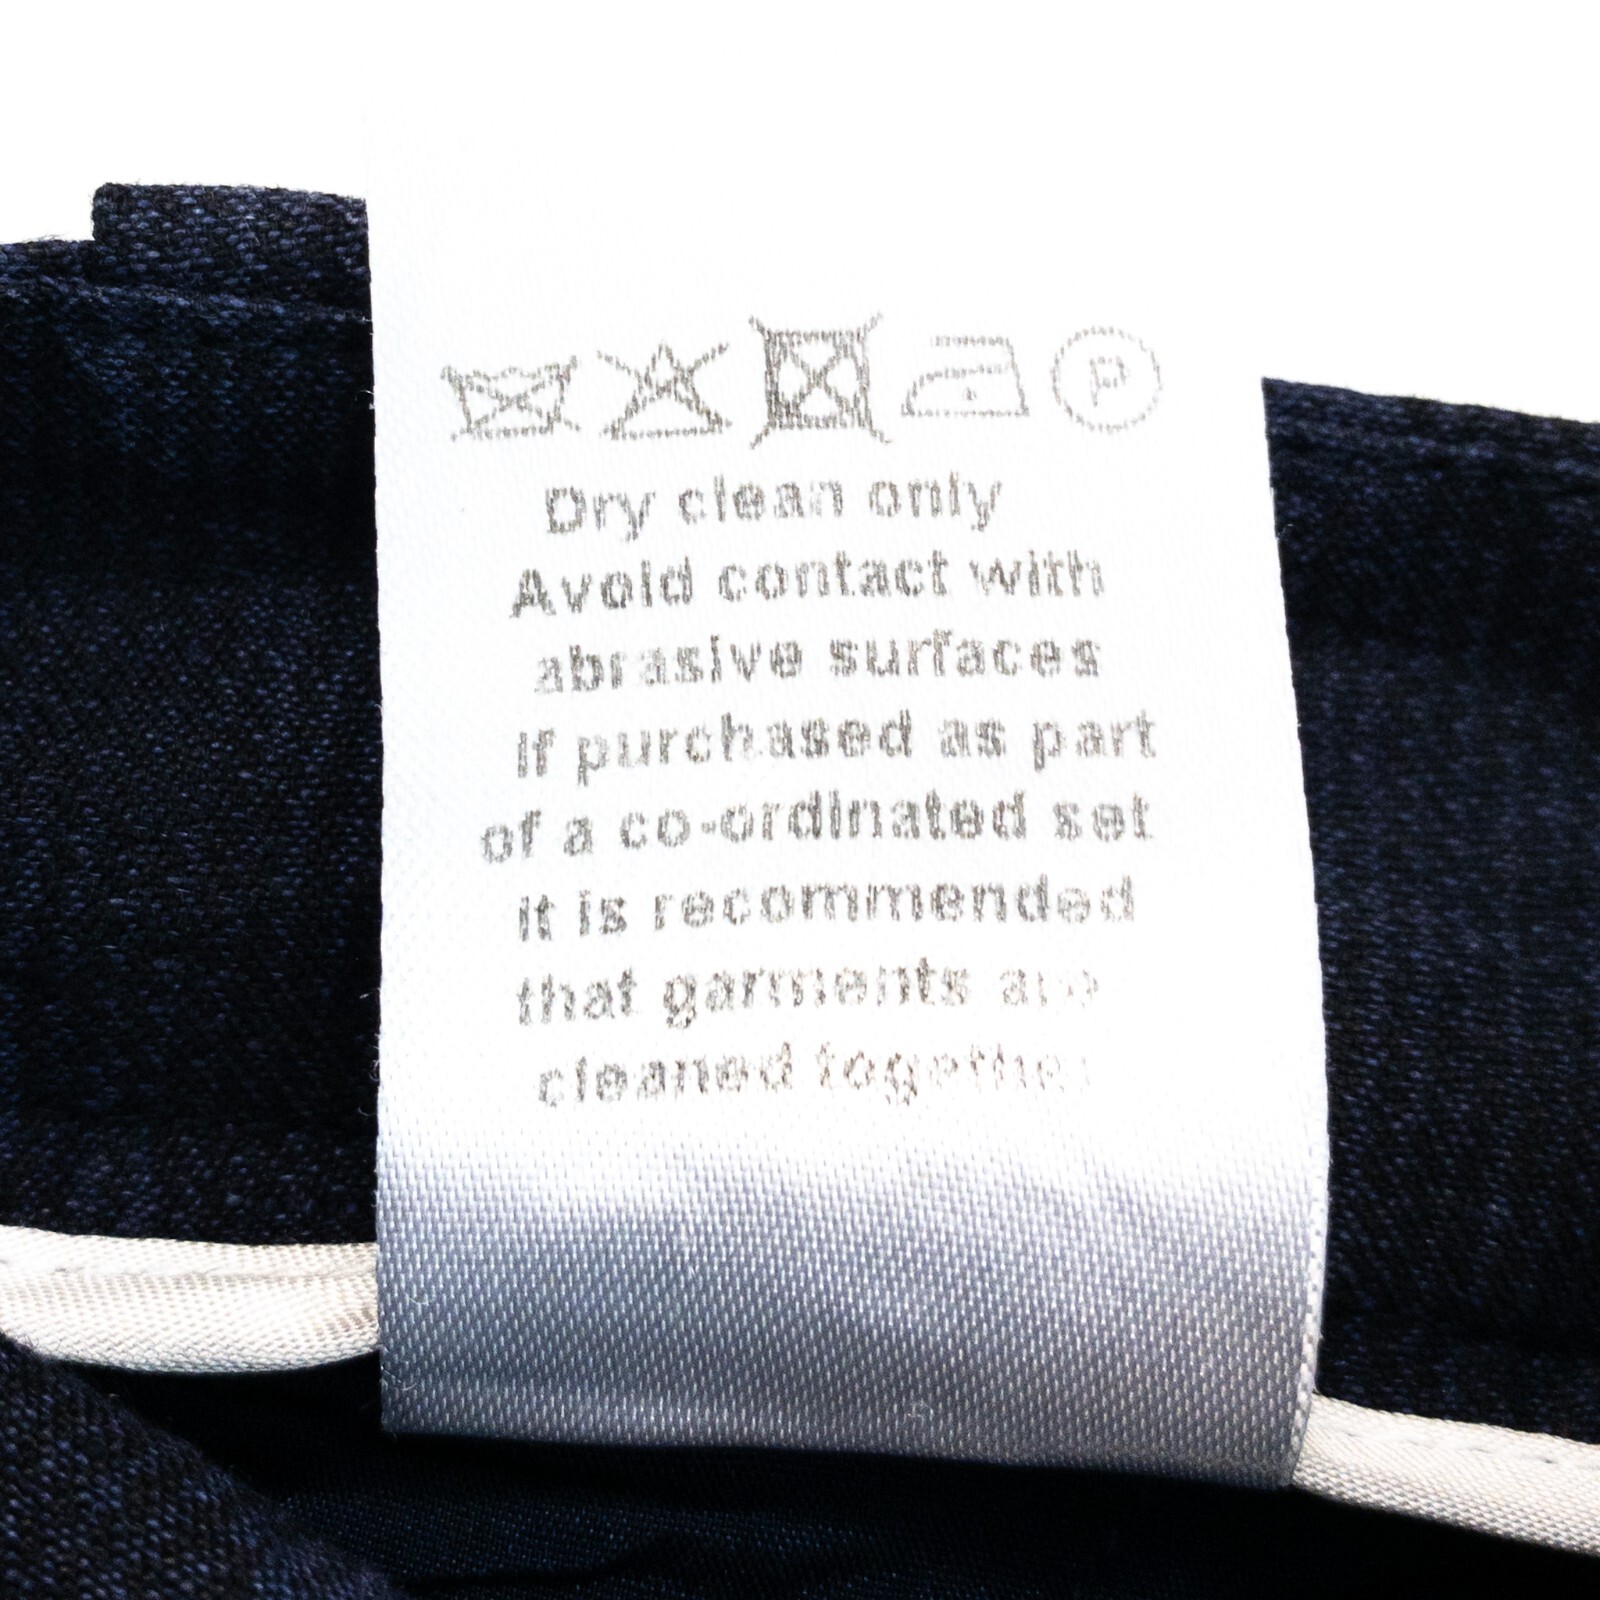 P
Dry clean only
Avoid contact with
abrasive surfaces
If purchased as part
of a co-ordinated set
it is recommended
that garments are
cleaned together